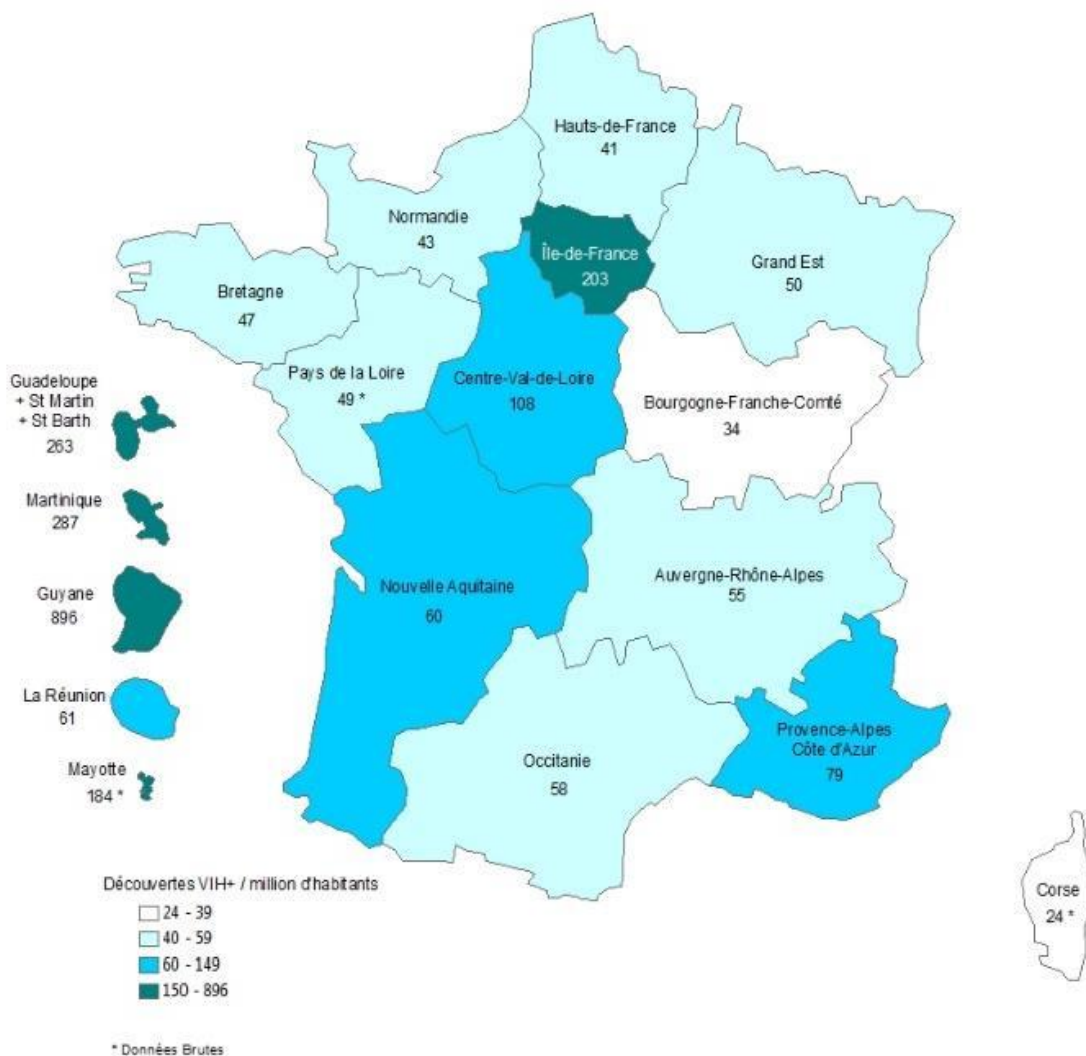 Hauts-de-France
41
Normandie
43
Île-de-France
203
Grand Est
50
Bretagne
47
Pays de la Loire
49 *
Centre-Val-de-Loire
108
Bourgogne-Franche-Comté
34
Guadeloupe
+ St Martin
+ St Barth
263
Martinique
287
Guyane
896
La Réunion
61
Mayotte
184 *
Nouvelle Aquitaine
60
Auvergne-Rhône-Alpes
55
Occitanie
58
Provence-Alpes
Côte d'Azur
79
Corse
24 *
Découvertes VIH+ / million d'habitants
24 - 39
40 - 59
60 - 149
150 - 896
* Données Brutes